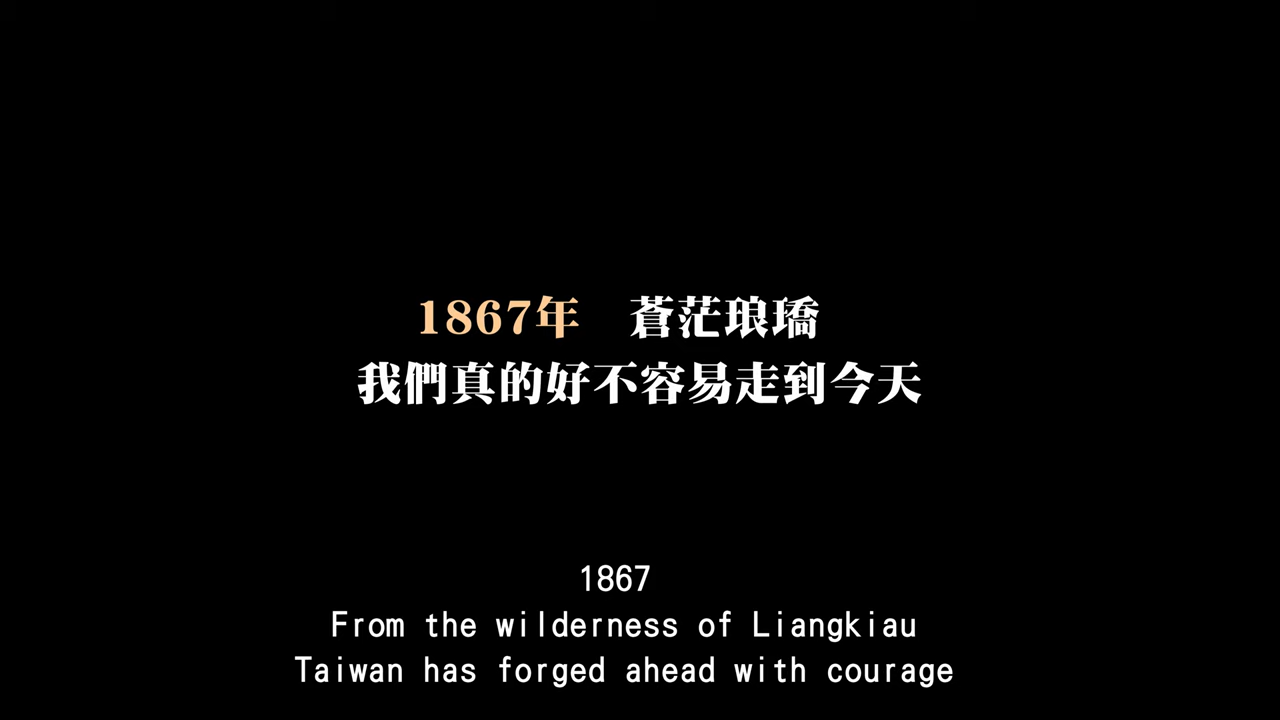 1867年 蒼茫琅𤩝
我們真的好不容易走到今天
1867
From the wilderness of Liangkiau
Taiwan has forged ahead with courage